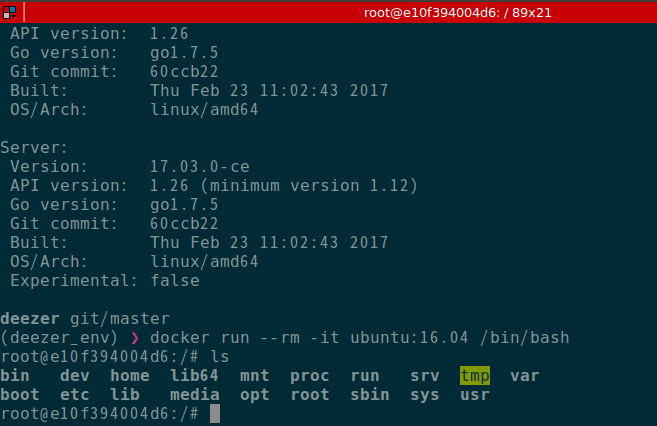 root@e10f394004d6: / 89x21
API version:  1.26
Go version:   go1.7.5
Git commit:   60ccb22
Built:        Thu Feb 23 11:02:43 2017
OS/Arch:      linux/amd64
Server:
Version:      17.03.0-ce
API version:  1.26 (minimum version 1.12)
Go version:   go1.7.5
Git commit:   60ccb22
Built:        Thu Feb 23 11:02:43 2017
OS/Arch:      linux/amd64
Experimental: false
deezer git/master
(deezer_env) ❯ docker run --rm -it ubuntu:16.04 /bin/bash
root@e10f394004d6:/# ls
bin   dev  home  lib64  mnt  proc  run   srv  tmp  var
boot  etc  lib   media  opt  root  sbin  sys  usr
root@e10f394004d6:/#